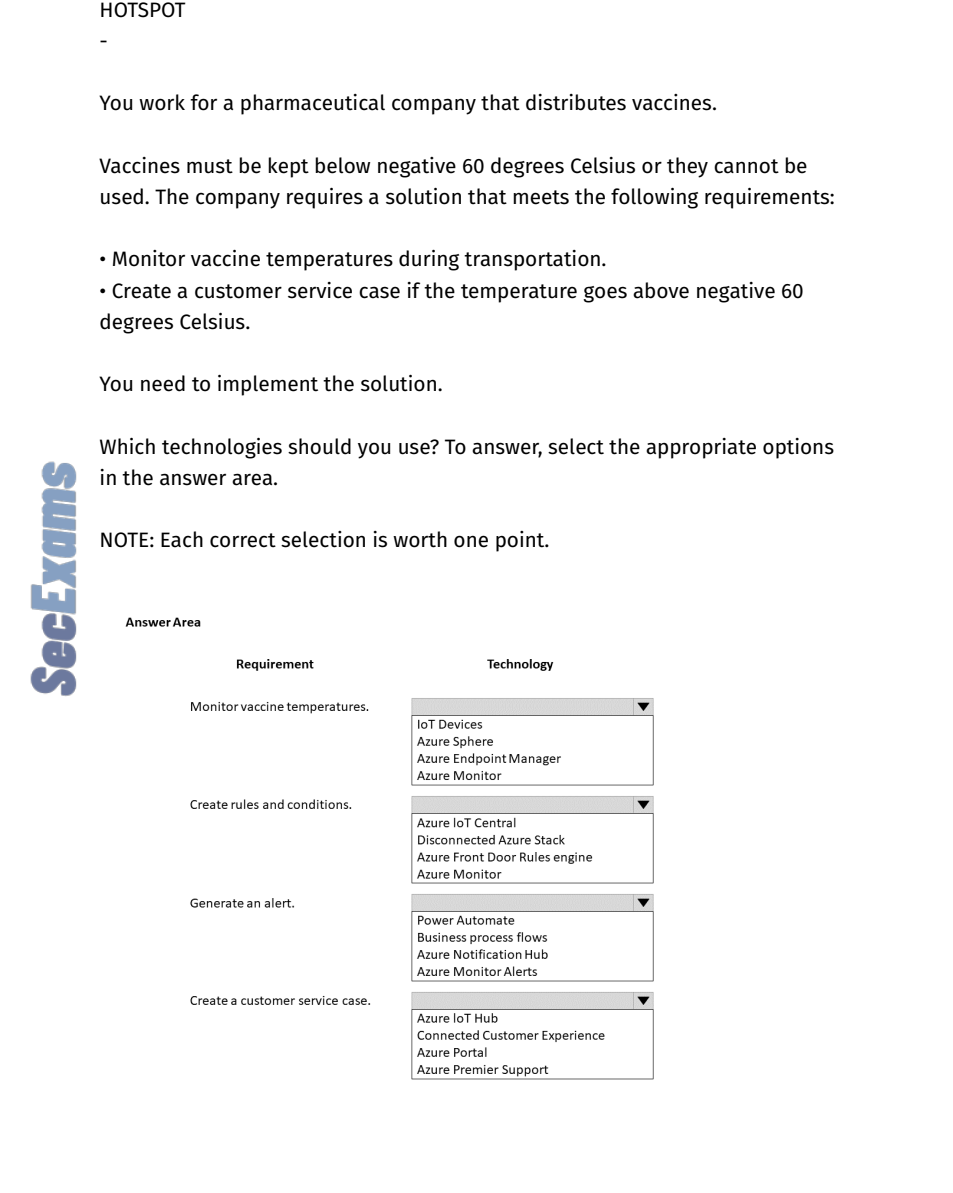 HOTSPOT
-
You work for a pharmaceutical company that distributes vaccines.
Vaccines must be kept below negative 60 degrees Celsius or they cannot be
used. The company requires a solution that meets the following requirements:
• Monitor vaccine temperatures during transportation.
• Create a customer service case if the temperature goes above negative 60
degrees Celsius.
You need to implement the solution.
Which technologies should you use? To answer, select the appropriate options
in the answer area.
NOTE: Each correct selection is worth one point.
SecExams
Answer Area
Requirement Technology
Monitor vaccine temperatures.
IoT Devices
Azure Sphere
Azure Endpoint Manager
Azure Monitor
Create rules and conditions.
Azure IoT Central
Disconnected Azure Stack
Azure Front Door Rules engine
Azure Monitor
Generate an alert.
Power Automate
Business process flows
Azure Notification Hub
Azure Monitor Alerts
Create a customer service case.
Azure IoT Hub
Connected Customer Experience
Azure Portal
Azure Premier Support